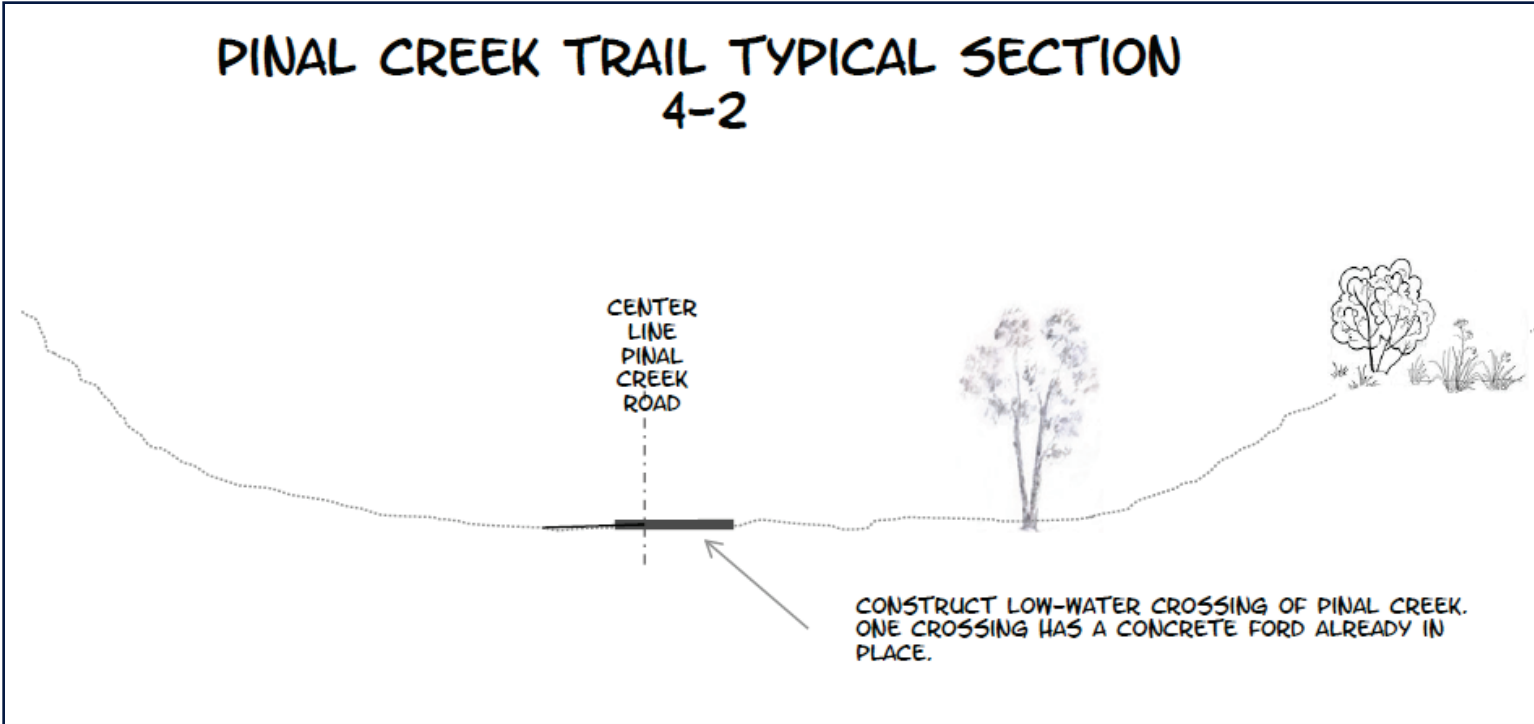 PINAL CREEK TRAIL TYPICAL SECTION
4-2
CENTER
LINE
PINAL
CREEK
ROAD
CONSTRUCT LOW-WATER CROSSING OF PINAL CREEK.
ONE CROSSING HAS A CONCRETE FORD ALREADY IN
PLACE.